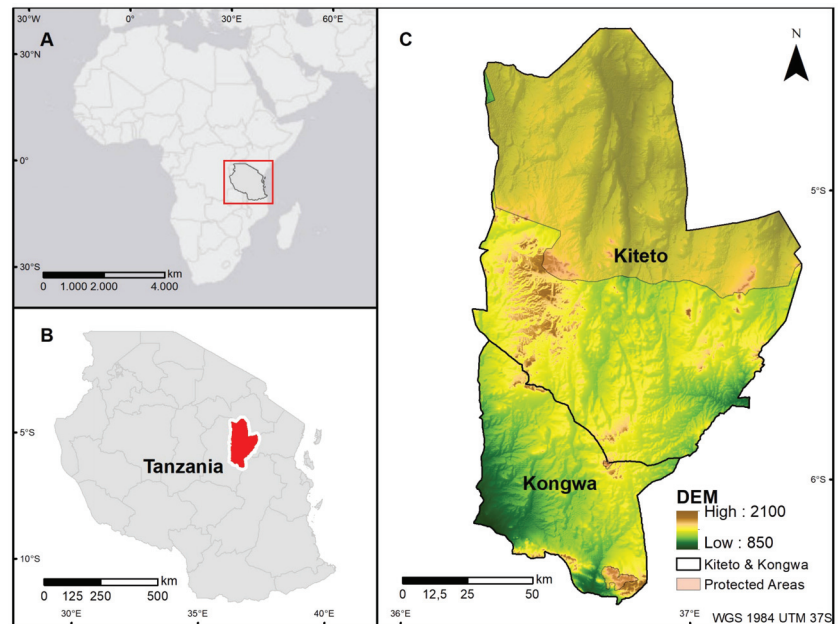 30°W 0° 30°E 60°E
A
30°N
0°
30°S
km
0 1.000 2.000 4.000
B
5°S
Tanzania
10°S
km
0 125 250 500
30°E 35°E 40°E
C
N
5°S
Kiteto
6°S
Kongwa
DEM
High : 2100
Low : 850
Kiteto & Kongwa
Protected Areas
km
0 12,5 25 50
36°E 37°E
WGS 1984 UTM 37S